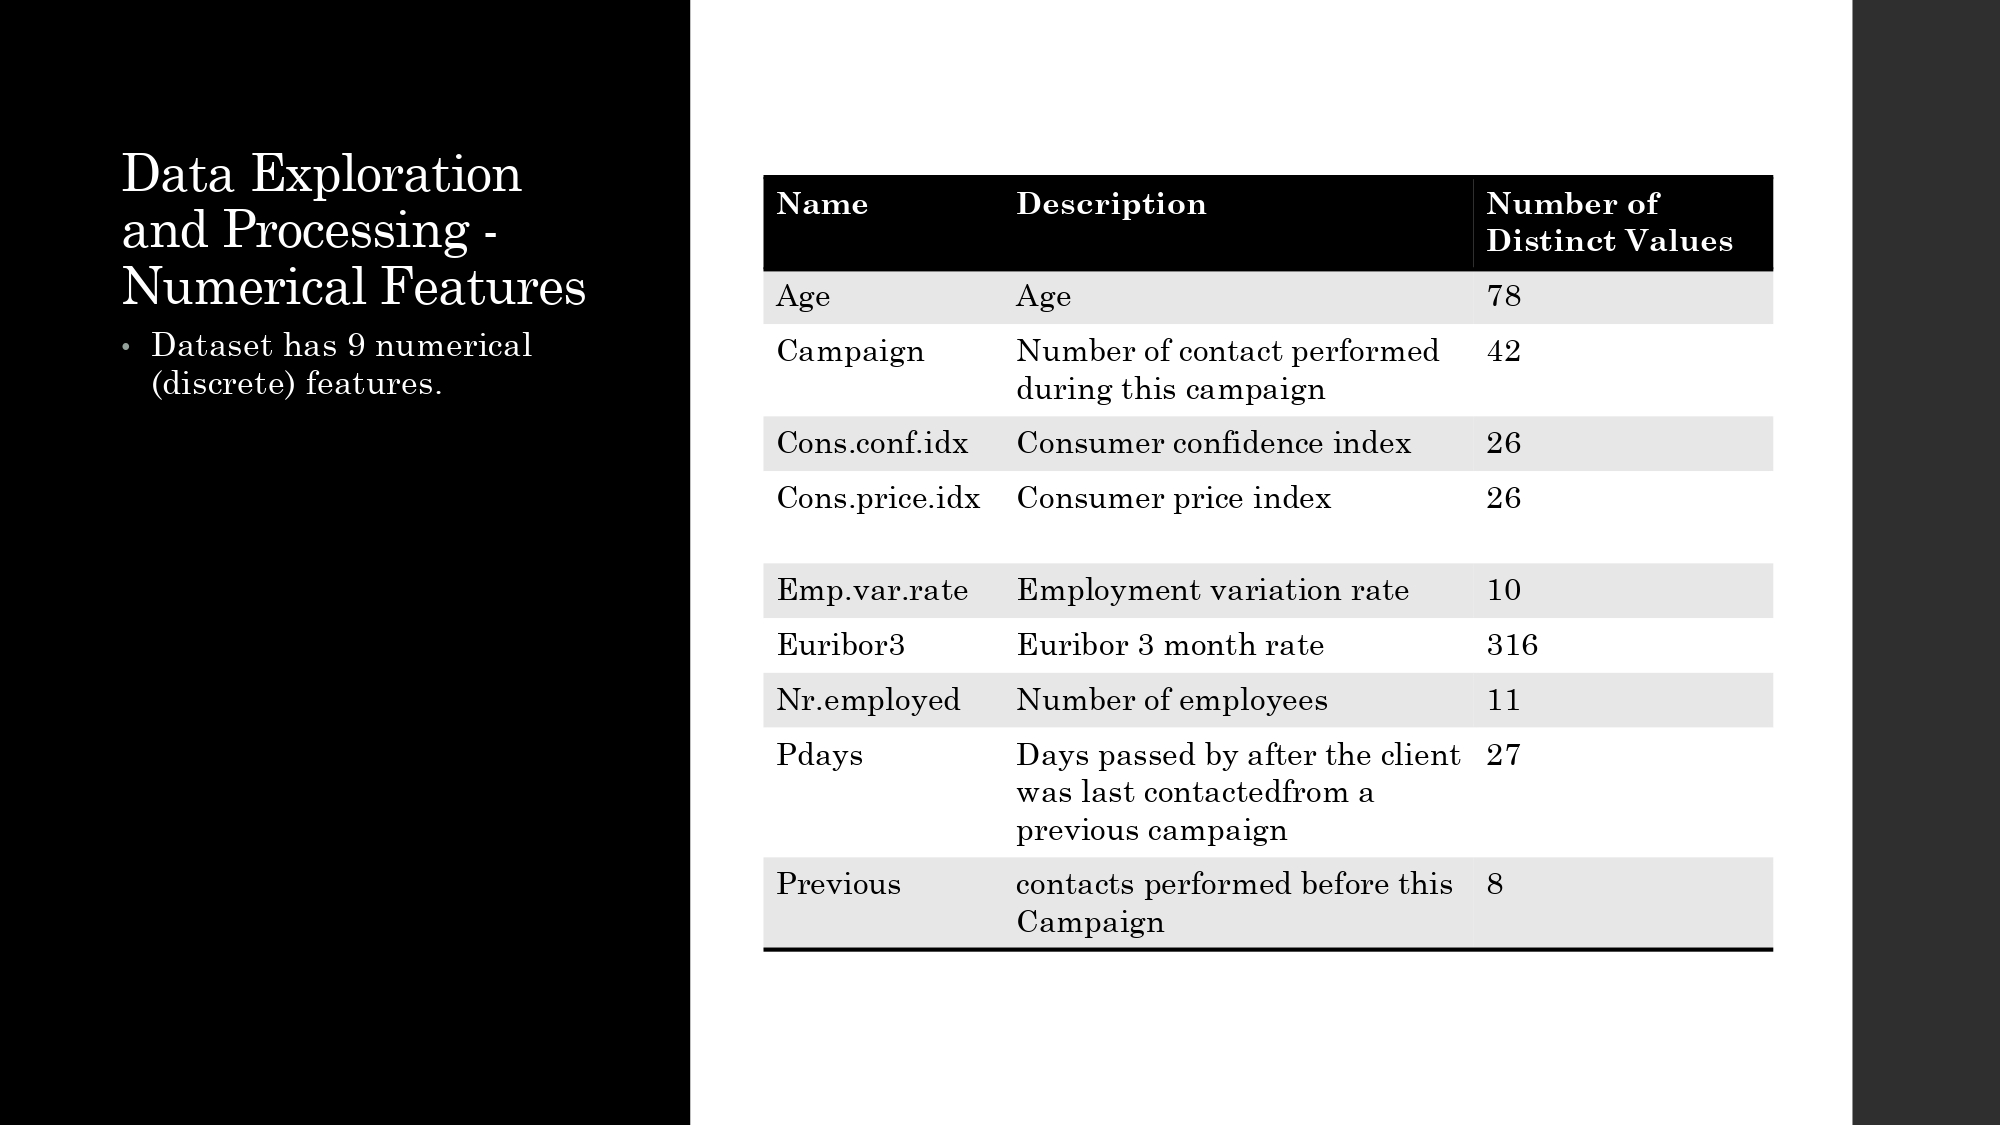 Data Exploration
and Processing -
Numerical Features
• Dataset has 9 numerical
(discrete) features.
Name Description Number of
Distinct Values
Age Age 78
Campaign Number of contact performed 42
during this campaign
Cons.conf.idx Consumer confidence index 26
Cons.price.idx Consumer price index 26
Emp.var.rate Employment variation rate 10
Euribor3 Euribor 3 month rate 316
Nr.employed Number of employees 11
Pdays Days passed by after the client 27
was last contactedfrom a
previous campaign
Previous contacts performed before this 8
Campaign